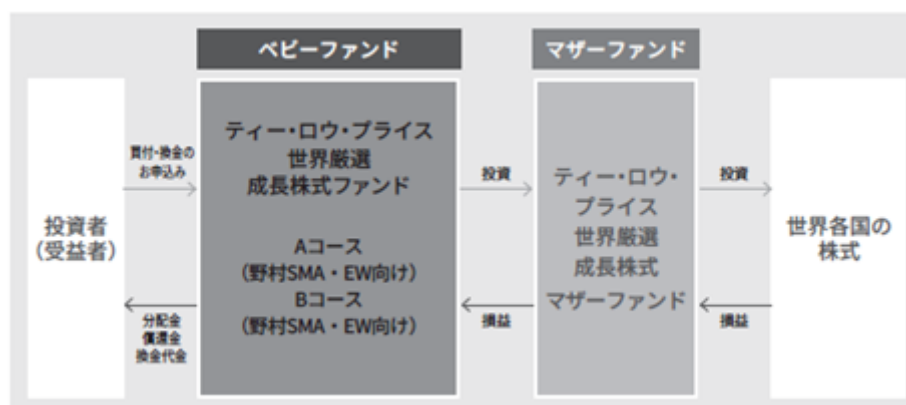 ベビーファンド
マザーファンド
投資者
（受益者）
買付・換金の
お申込み
分配金
償還金
換金代金
ティー・ロウ・プライス
世界厳選
成長株式ファンド
Aコース
（野村SMA・EW向け）
Bコース
（野村SMA・EW向け）
投資
損益
ティー・ロウ・
プライス
世界厳選
成長株式
マザーファンド
投資
損益
世界各国の
株式